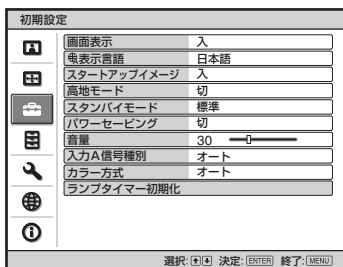 初期設定
画面表示 入
表示言語 日本語
スタートアップイメージ 入
高地モード 切
スタンバイモード 標準
パワーセービング 切
音量 30
入力A信号種別 オート
カラー方式 オート
ランプタイマー初期化
選択: 決定: ENTER 終了: MENU